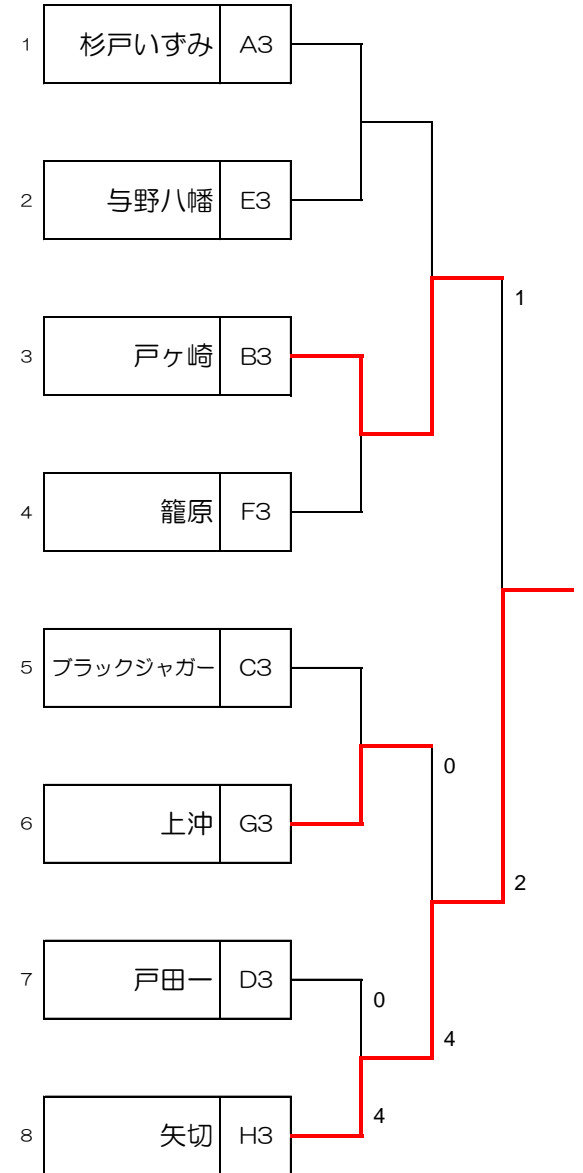 1 杉戸いずみ A3
2 与野八幡 E3
1
3 戸ヶ崎 B3
4 籠原 F3
5 ブラックジャガー C3
0
6 上沖 G3
2
7 戸田一 D3
0
4
4
8 矢切 H3